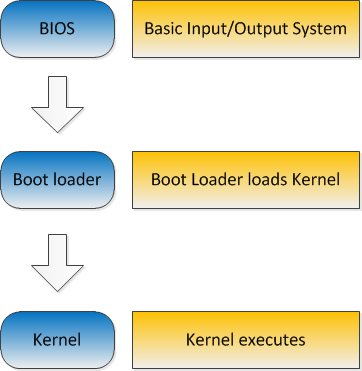 BIOS
Basic Input/Output System
Boot loader
Boot Loader loads Kernel
Kernel
Kernel executes